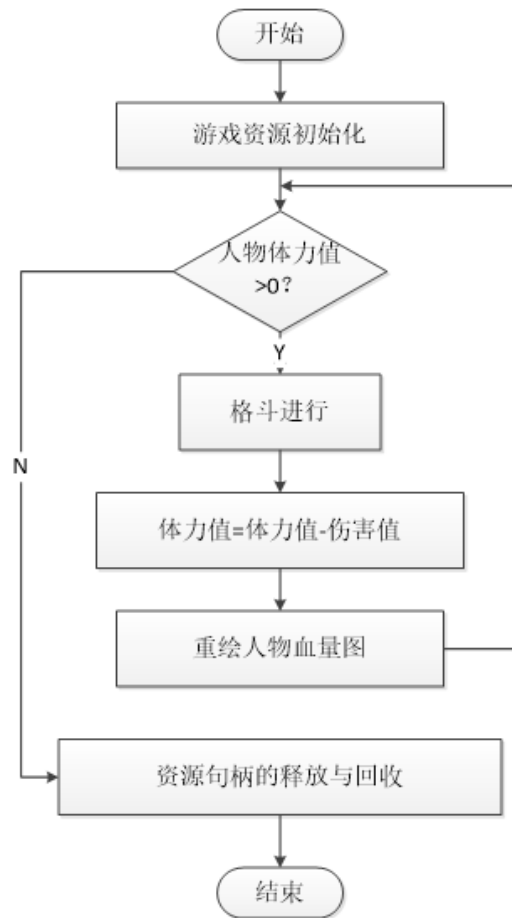 开始
游戏资源初始化
人物体力值
>0?
Y
格斗进行
N
体力值=体力值-伤害值
重绘人物血量图
资源句柄的释放与回收
结束